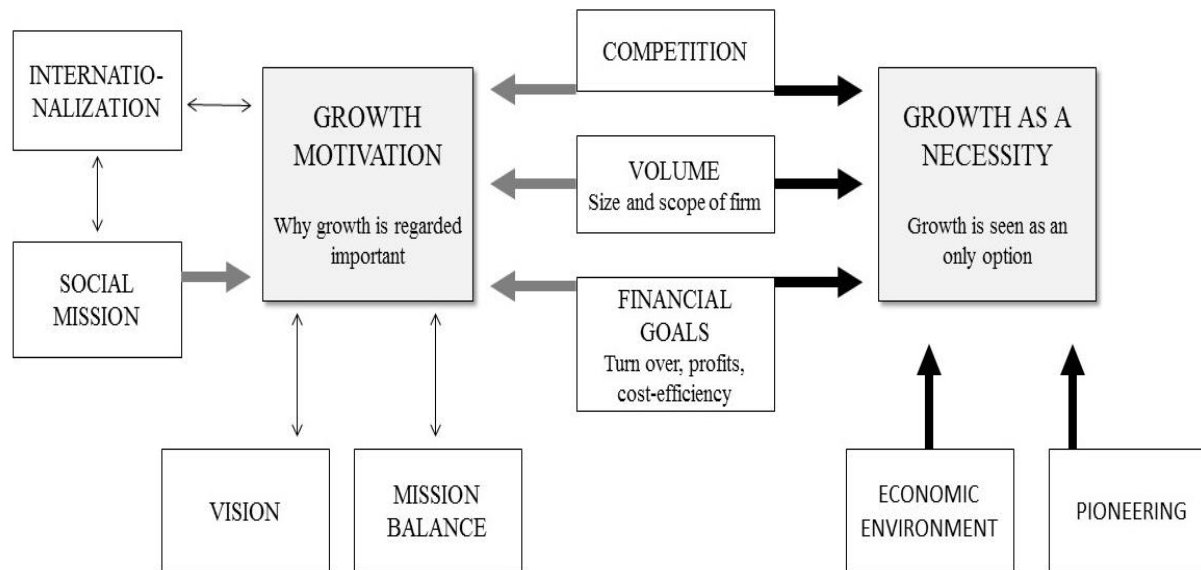 INTERNATIO-
NALIZATION
SOCIAL
MISSION
GROWTH
MOTIVATION
Why growth is regarded
important
VISION
MISSION
BALANCE
COMPETITION
VOLUME
Size and scope of firm
FINANCIAL
GOALS
Turn over, profits,
cost-efficiency
GROWTH AS A
NECESSITY
Growth is seen as an
only option
ECONOMIC
ENVIRONMENT
PIONEERING